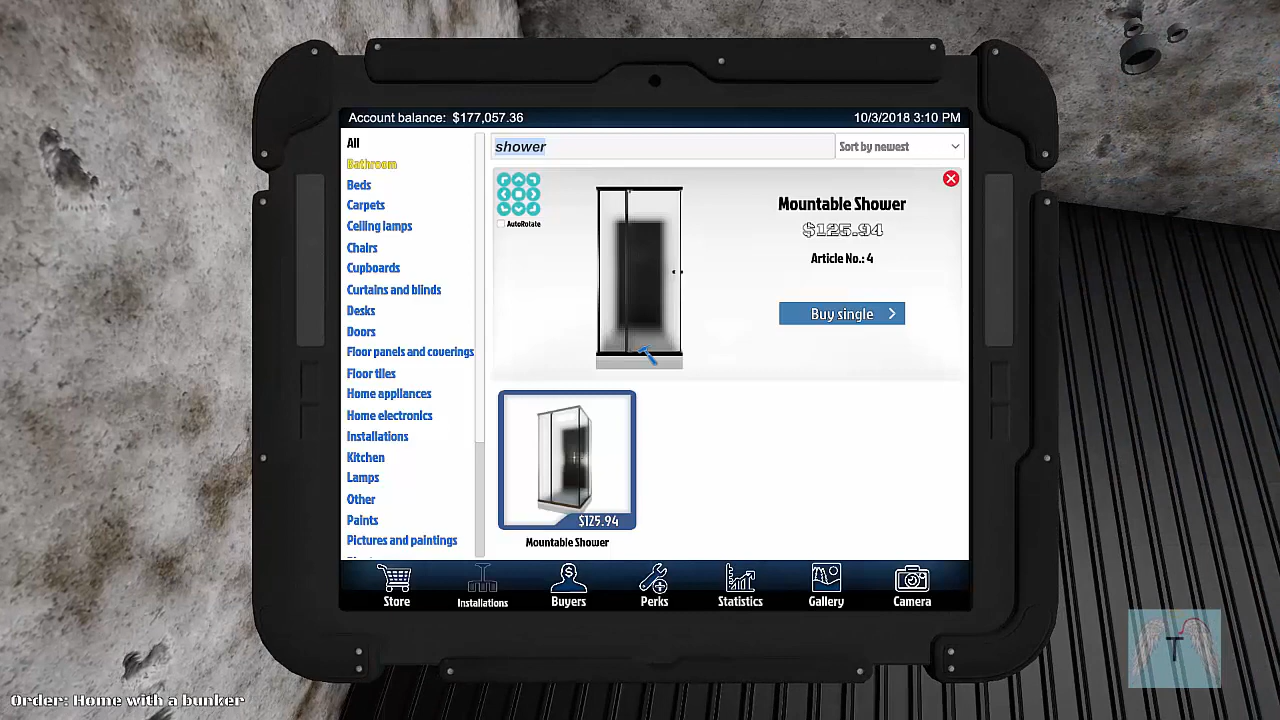 Account balance: $177,057.36
10/3/2018 3:10 PM
All
Bathroom
Beds
Carpets
Ceiling lamps
Chairs
Cupboards
Curtains and blinds
Desks
Doors
Floor panels and coverings
Floor tiles
Home appliances
Home electronics
Installations
Kitchen
Lamps
Other
Paints
Pictures and paintings
shower
Sort by newest
AutoRotate
Mountable Shower
$125.94
Article No.: 4
Buy single
$125.94
Mountable Shower
Store
Installations
Buyers
Perks
Statistics
Gallery
Camera
Order: Home with a bunker
T